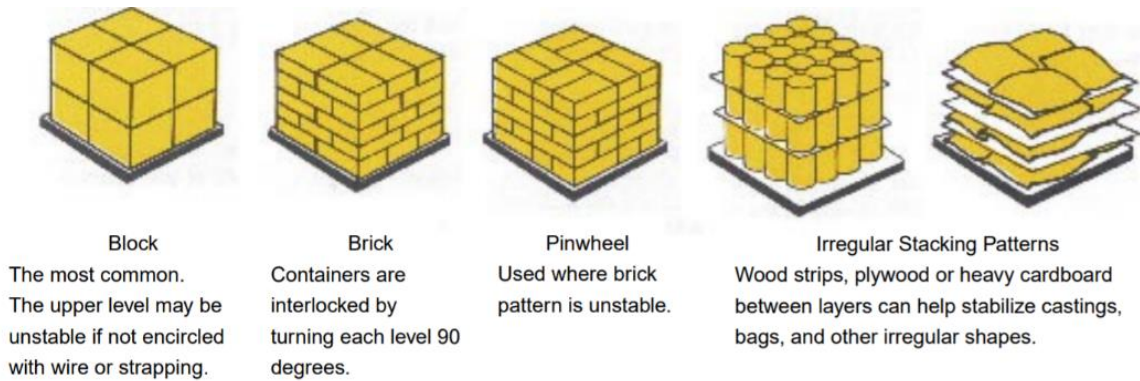 Block
The most common.
The upper level may be
unstable if not encircled
with wire or strapping.
Brick
Containers are
interlocked by
turning each level 90
degrees.
Pinwheel
Used where brick
pattern is unstable.
Irregular Stacking Patterns
Wood strips, plywood or heavy cardboard
between layers can help stabilize castings,
bags, and other irregular shapes.